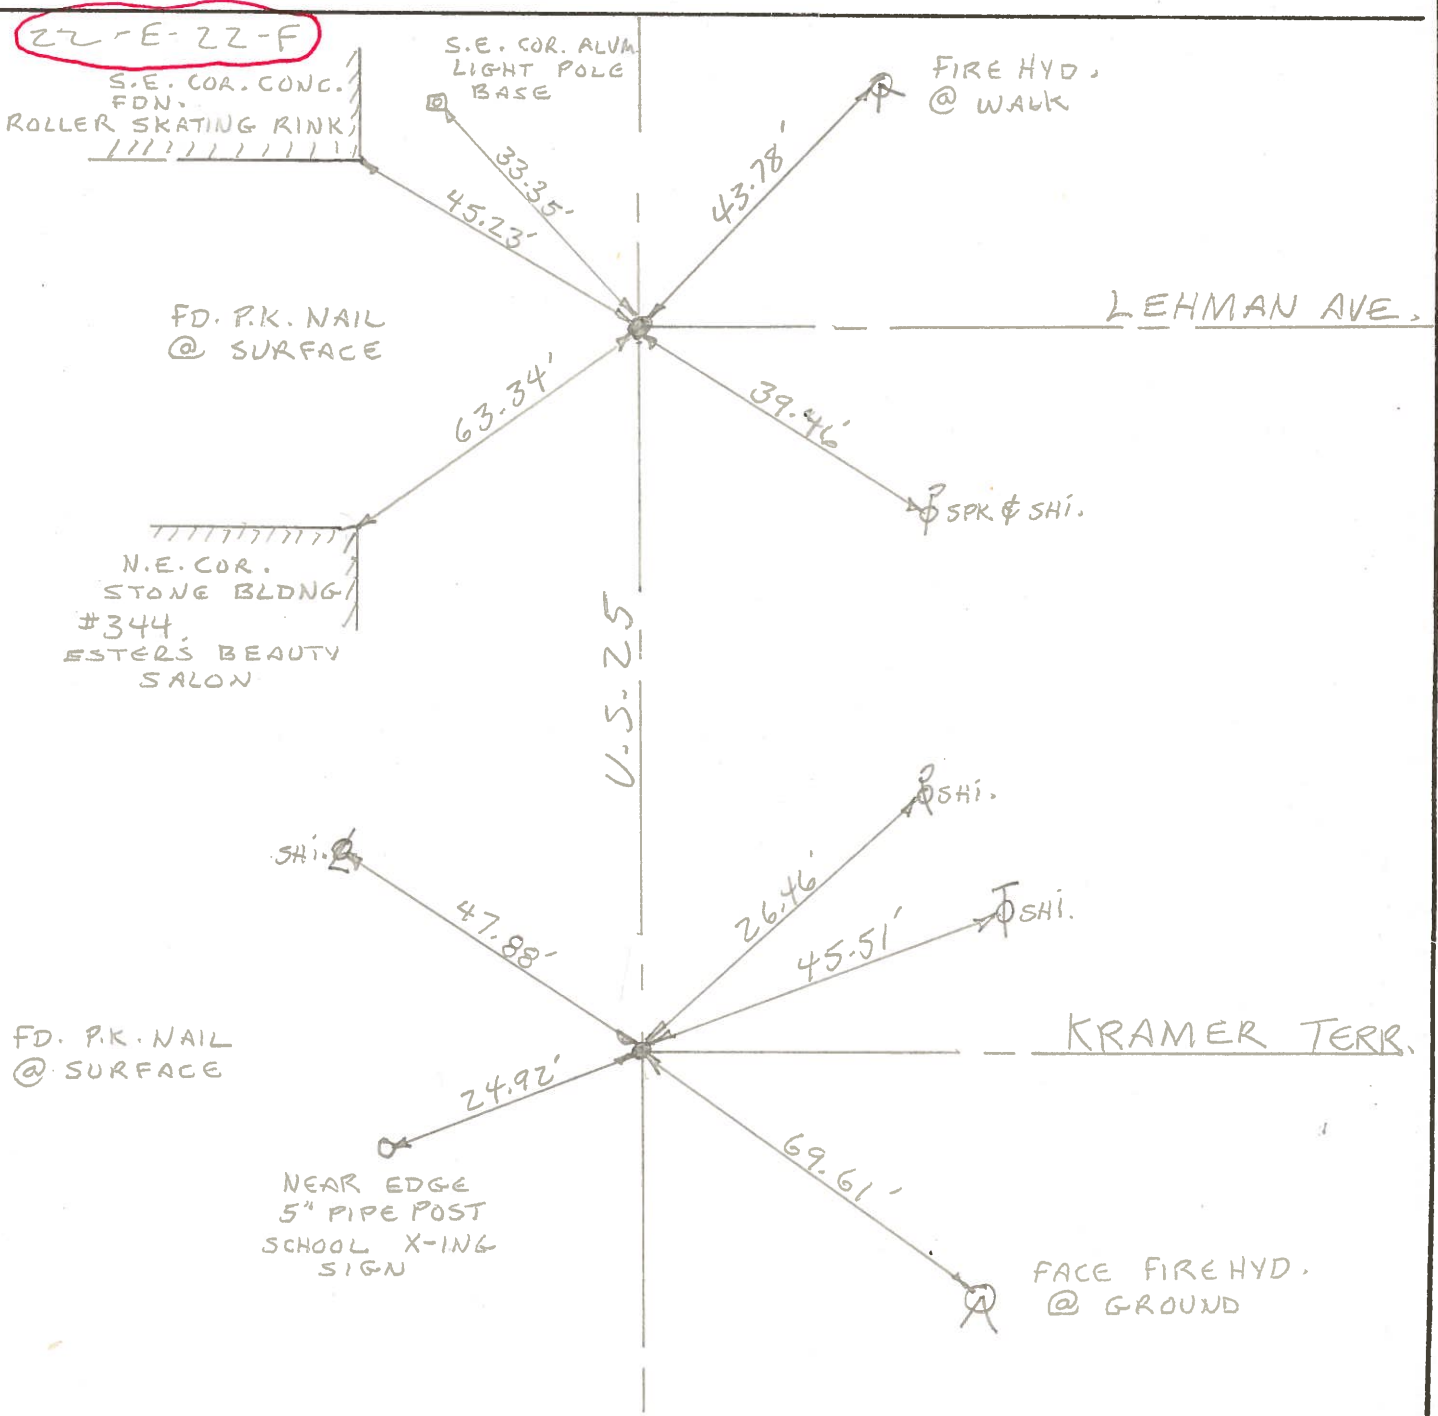 22-E-22-F
S.E. COR. CONC.
FDN.
ROLLER SKATING RINK
S.E. COR. ALUM.
LIGHT POLE
BASE
FIRE HYD.
@ WALK
33.35'
45.23'
43.78'
FD. P.K. NAIL
@ SURFACE
LEHMAN AVE.
63.34'
39.46'
SPK & SHI.
N.E. COR.
STONE BLDNG
#344
ESTER'S BEAUTY
SALON
U.S. 25
SHI.
SHI.
47.88'
26.46'
SHI.
45.51'
FD. P.K. NAIL
@ SURFACE
KRAMER TERR.
24.92'
69.61'
NEAR EDGE
5" PIPE POST
SCHOOL X-ING
SIGN
FACE FIRE HYD.
@ GROUND